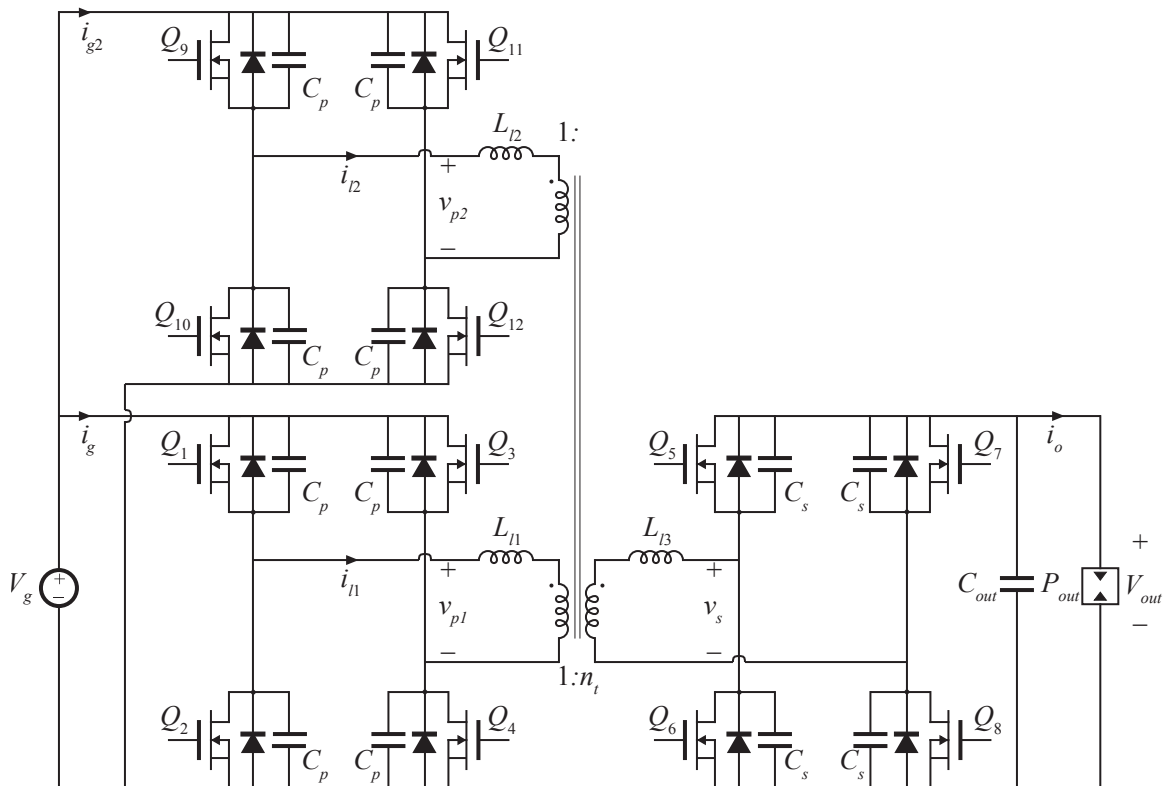 i_g2
Q_9
Q_11
C_p
C_p
L_l2
1:
i_l2
+
v_p2
−
Q_10
Q_12
C_p
C_p
i_g
i_o
Q_1
Q_3
Q_5
Q_7
C_p
C_p
C_s
C_s
L_l1
L_l3
V_g
+
−
i_l1
+
v_p1
−
+
v_s
−
C_out
P_out
+
V_out
−
1:n_t
Q_2
Q_4
Q_6
Q_8
C_p
C_p
C_s
C_s